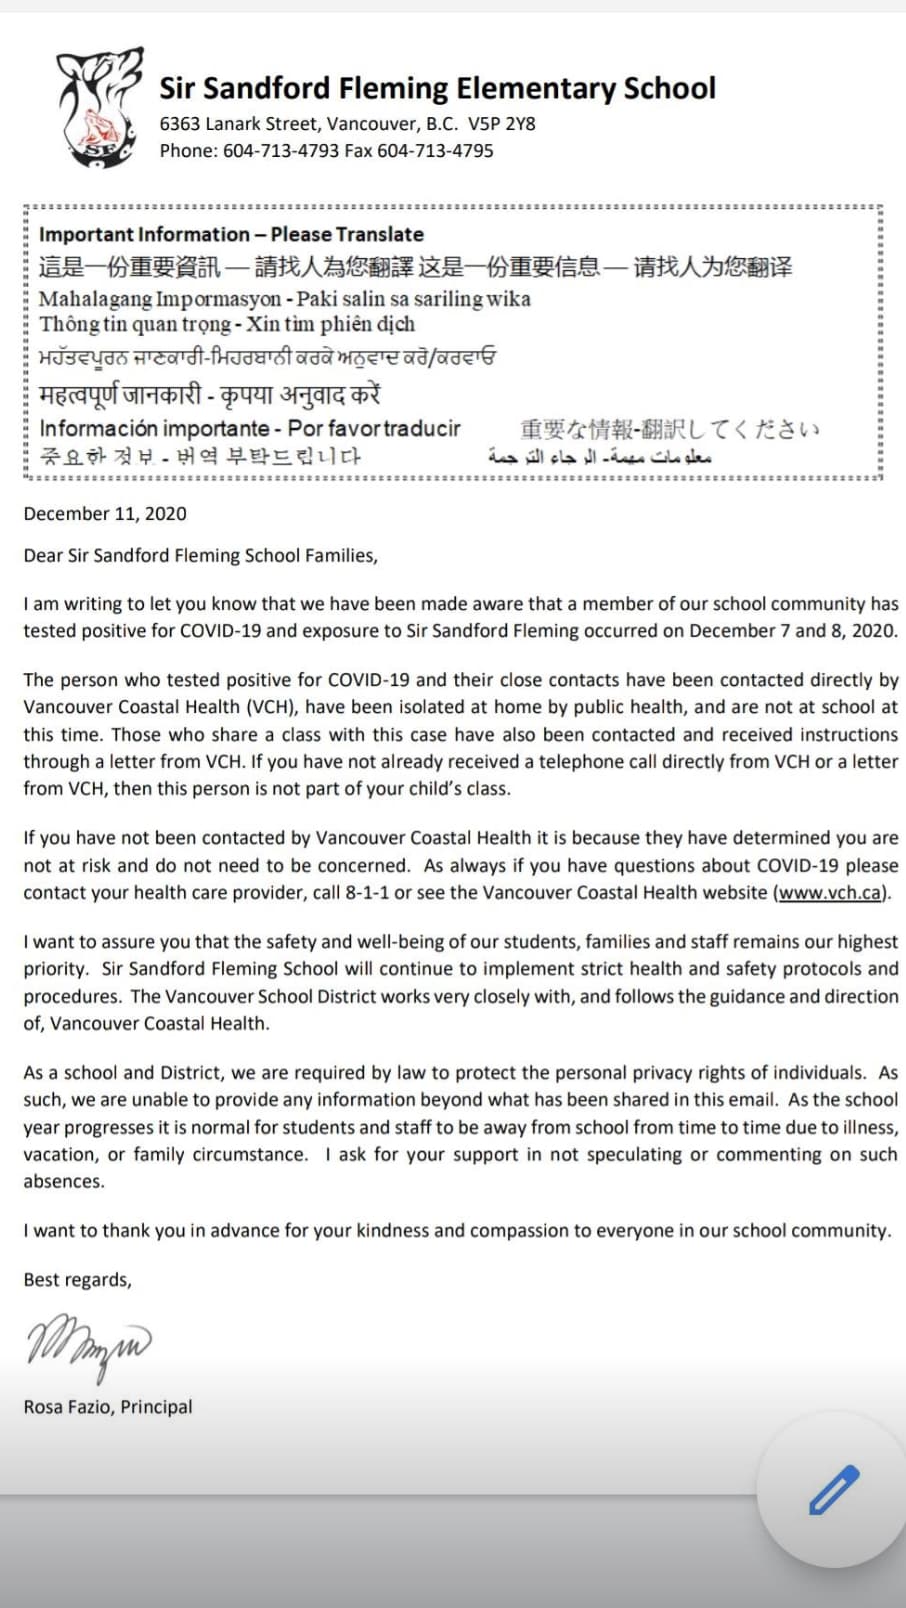 Sir Sandford Fleming Elementary School
6363 Lanark Street, Vancouver, B.C. V5P 2Y8
Phone: 604-713-4793 Fax 604-713-4795
SF
Important Information – Please Translate
這是一份重要資訊 — 請找人為您翻譯 这是一份重要信息 — 请找人为您翻译
Mahalagang Impormasyon - Paki salin sa sariling wika
Thông tin quan trọng - Xin tìm phiên dịch
ਮਹੱਤਵਪੂਰਨ ਜਾਣਕਾਰੀ-ਮਿਹਰਬਾਨੀ ਕਰਕੇ ਅਨੁਵਾਦ ਕਰੋ/ਕਰਵਾਓ
महत्वपूर्ण जानकारी - कृपया अनुवाद करें
Información importante - Por favor traducir 重要な情報-翻訳してください
중요한 정보 - 번역 부탁드립니다 معلومات مهمة- الر جاء التر جمة
December 11, 2020
Dear Sir Sandford Fleming School Families,
I am writing to let you know that we have been made aware that a member of our school community has
tested positive for COVID-19 and exposure to Sir Sandford Fleming occurred on December 7 and 8, 2020.
The person who tested positive for COVID-19 and their close contacts have been contacted directly by
Vancouver Coastal Health (VCH), have been isolated at home by public health, and are not at school at
this time. Those who share a class with this case have also been contacted and received instructions
through a letter from VCH. If you have not already received a telephone call directly from VCH or a letter
from VCH, then this person is not part of your child's class.
If you have not been contacted by Vancouver Coastal Health it is because they have determined you are
not at risk and do not need to be concerned. As always if you have questions about COVID-19 please
contact your health care provider, call 8-1-1 or see the Vancouver Coastal Health website (www.vch.ca).
I want to assure you that the safety and well-being of our students, families and staff remains our highest
priority. Sir Sandford Fleming School will continue to implement strict health and safety protocols and
procedures. The Vancouver School District works very closely with, and follows the guidance and direction
of, Vancouver Coastal Health.
As a school and District, we are required by law to protect the personal privacy rights of individuals. As
such, we are unable to provide any information beyond what has been shared in this email. As the school
year progresses it is normal for students and staff to be away from school from time to time due to illness,
vacation, or family circumstance. I ask for your support in not speculating or commenting on such
absences.
I want to thank you in advance for your kindness and compassion to everyone in our school community.
Best regards,
Rosa Fazio, Principal